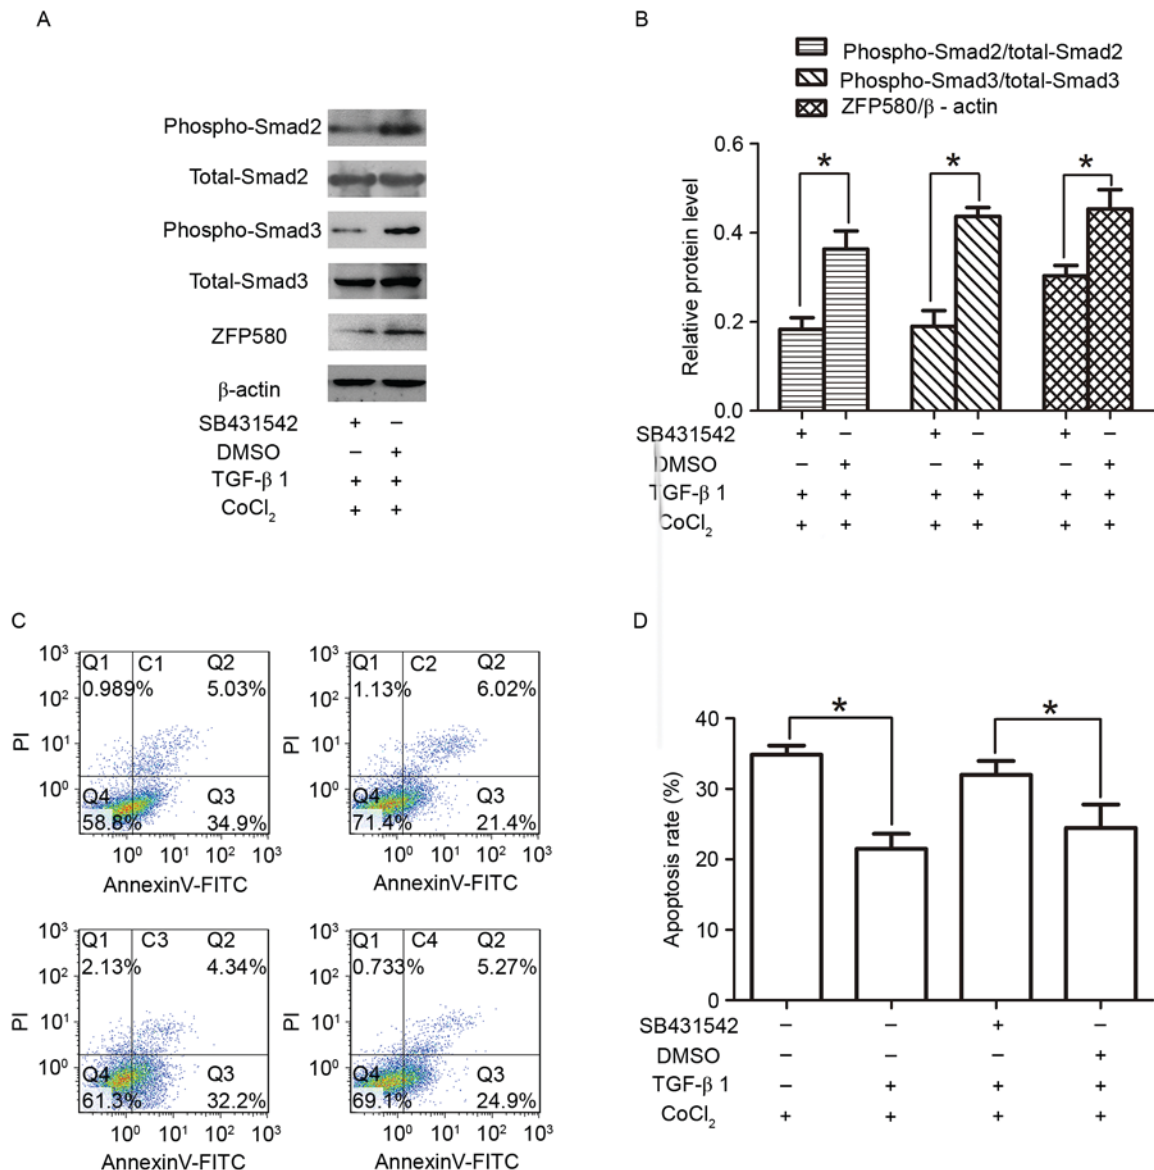 A
Phospho-Smad2
Total-Smad2
Phospho-Smad3
Total-Smad3
ZFP580
β-actin
SB431542 + −
DMSO − +
TGF-β 1 + +
CoCl2 + +
B
Phospho-Smad2/total-Smad2
Phospho-Smad3/total-Smad3
ZFP580/β - actin
Relative protein level
0.6
0.4
0.2
0.0
* * *
SB431542 + − + − + −
DMSO − + − + − +
TGF-β 1 + + + + + +
CoCl2 + + + + + +
C
Q1 C1 Q2
0.989% 5.03%
Q4 Q3
58.8% 34.9%
10³
10²
10¹
10⁰
PI
10⁰ 10¹ 10² 10³
AnnexinV-FITC
Q1 C2 Q2
1.13% 6.02%
Q4 Q3
71.4% 21.4%
10³
10²
10¹
10⁰
PI
10⁰ 10¹ 10² 10³
AnnexinV-FITC
Q1 C3 Q2
2.13% 4.34%
Q4 Q3
61.3% 32.2%
10³
10²
10¹
10⁰
PI
10⁰ 10¹ 10² 10³
AnnexinV-FITC
Q1 C4 Q2
0.733% 5.27%
Q4 Q3
69.1% 24.9%
10³
10²
10¹
10⁰
PI
10⁰ 10¹ 10² 10³
AnnexinV-FITC
D
Apoptosis rate (%)
40
30
20
10
0
* *
SB431542 − − + −
DMSO − − − +
TGF-β 1 − + + +
CoCl2 + + + +